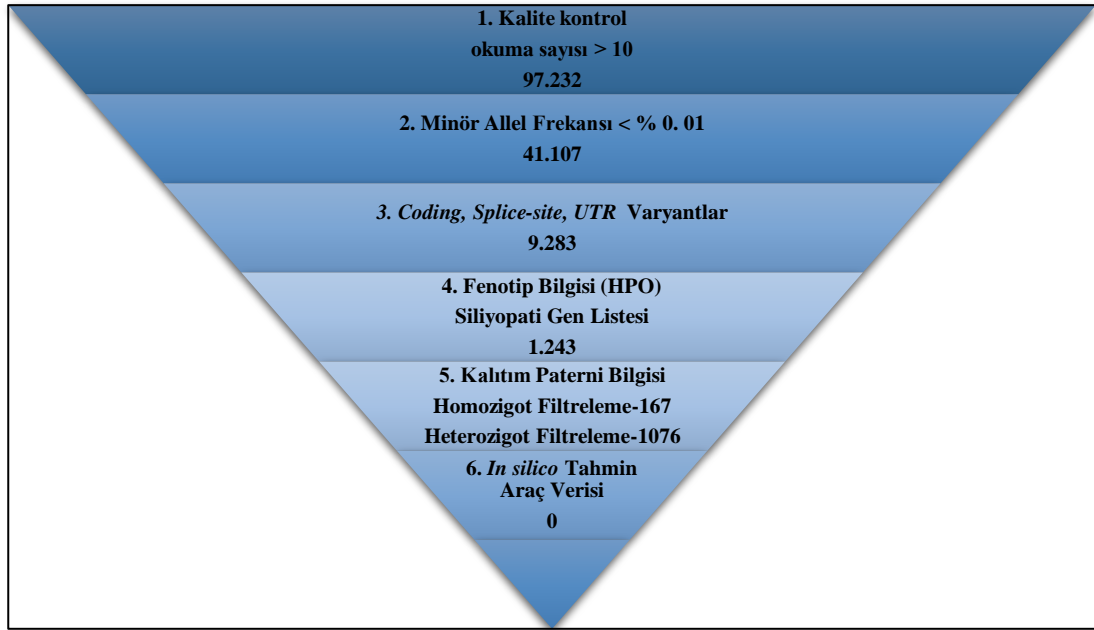 1. Kalite kontrol
okuma sayısı > 10
97.232
2. Minör Allel Frekansı < % 0. 01
41.107
3. Coding, Splice-site, UTR Varyantlar
9.283
4. Fenotip Bilgisi (HPO)
Siliyopati Gen Listesi
1.243
5. Kalıtım Paterni Bilgisi
Homozigot Filtreleme-167
Heterozigot Filtreleme-1076
6. In silico Tahmin
Araç Verisi
0